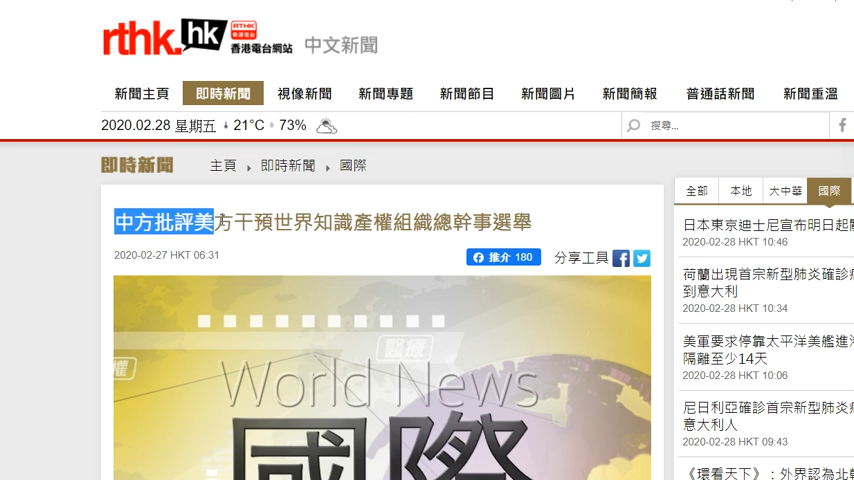 rthk.hk
RTHK
香港電台
香港電台網站
中文新聞
新聞主頁 即時新聞 視像新聞 新聞專題 新聞節目 新聞圖片 新聞簡報 普通話新聞 新聞重溫
2020.02.28 星期五 21°C 73%
搜尋...
即時新聞 主頁 即時新聞 國際
全部 本地 大中華 國際
中方批評美方干預世界知識產權組織總幹事選舉
2020-02-27 HKT 06:31
推介 180
分享工具
醫療
權
World News
國際
日本東京迪士尼宣布明日起
2020-02-28 HKT 10:46
荷蘭出現首宗新型肺炎確診
到意大利
2020-02-28 HKT 10:34
美軍要求停靠太平洋美艦進
隔離至少14天
2020-02-28 HKT 10:06
尼日利亞確診首宗新型肺炎
意大利人
2020-02-28 HKT 09:43
《環看天下》：外界認為北